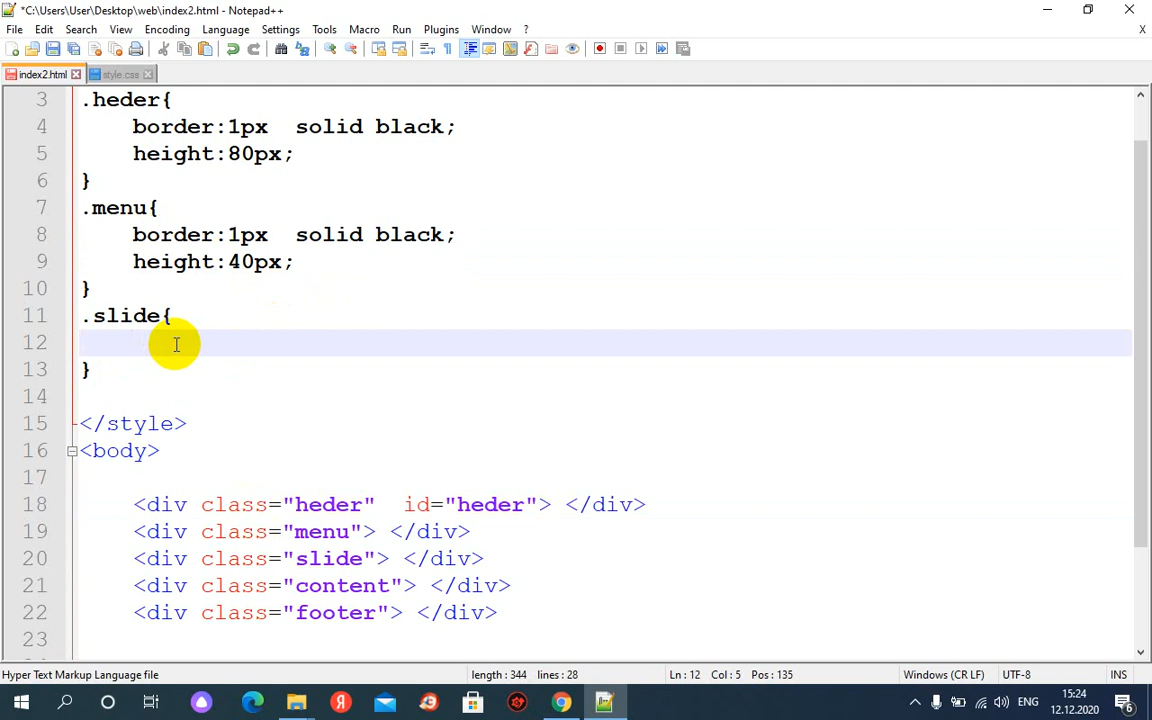 *C:\Users\User\Desktop\web\index2.html - Notepad++
File Edit Search View Encoding Language Settings Tools Macro Run Plugins Window ? X
index2.html style.css
3 .heder{
4 border:1px  solid black;
5 height:80px;
6 }
7 .menu{
8 border:1px  solid black;
9 height:40px;
10 }
11 .slide{
12
13 }
14
15 </style>
16 <body>
17
18 <div class="heder"  id="heder"> </div>
19 <div class="menu"> </div>
20 <div class="slide"> </div>
21 <div class="content"> </div>
22 <div class="footer"> </div>
23
Hyper Text Markup Language file length : 344 lines : 28 Ln : 12 Col : 5 Pos : 135 Windows (CR LF) UTF-8 INS
ENG 15:24
12.12.2020 6